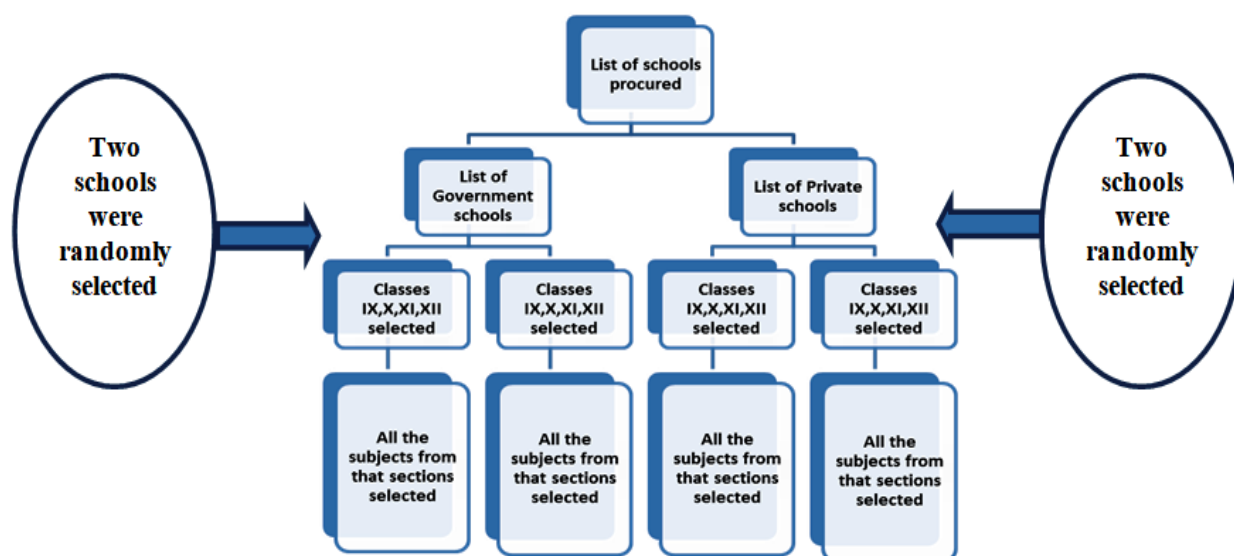 List of schools
procured
Two
schools
were
randomly
selected
List of
Government
schools
List of Private
schools
Two
schools
were
randomly
selected
Classes
IX,X,XI,XII
selected
Classes
IX,X,XI,XII
selected
Classes
IX,X,XI,XII
selected
Classes
IX,X,XI,XII
selected
All the
subjects from
that sections
selected
All the
subjects from
that sections
selected
All the
subjects from
that sections
selected
All the
subjects from
that sections
selected